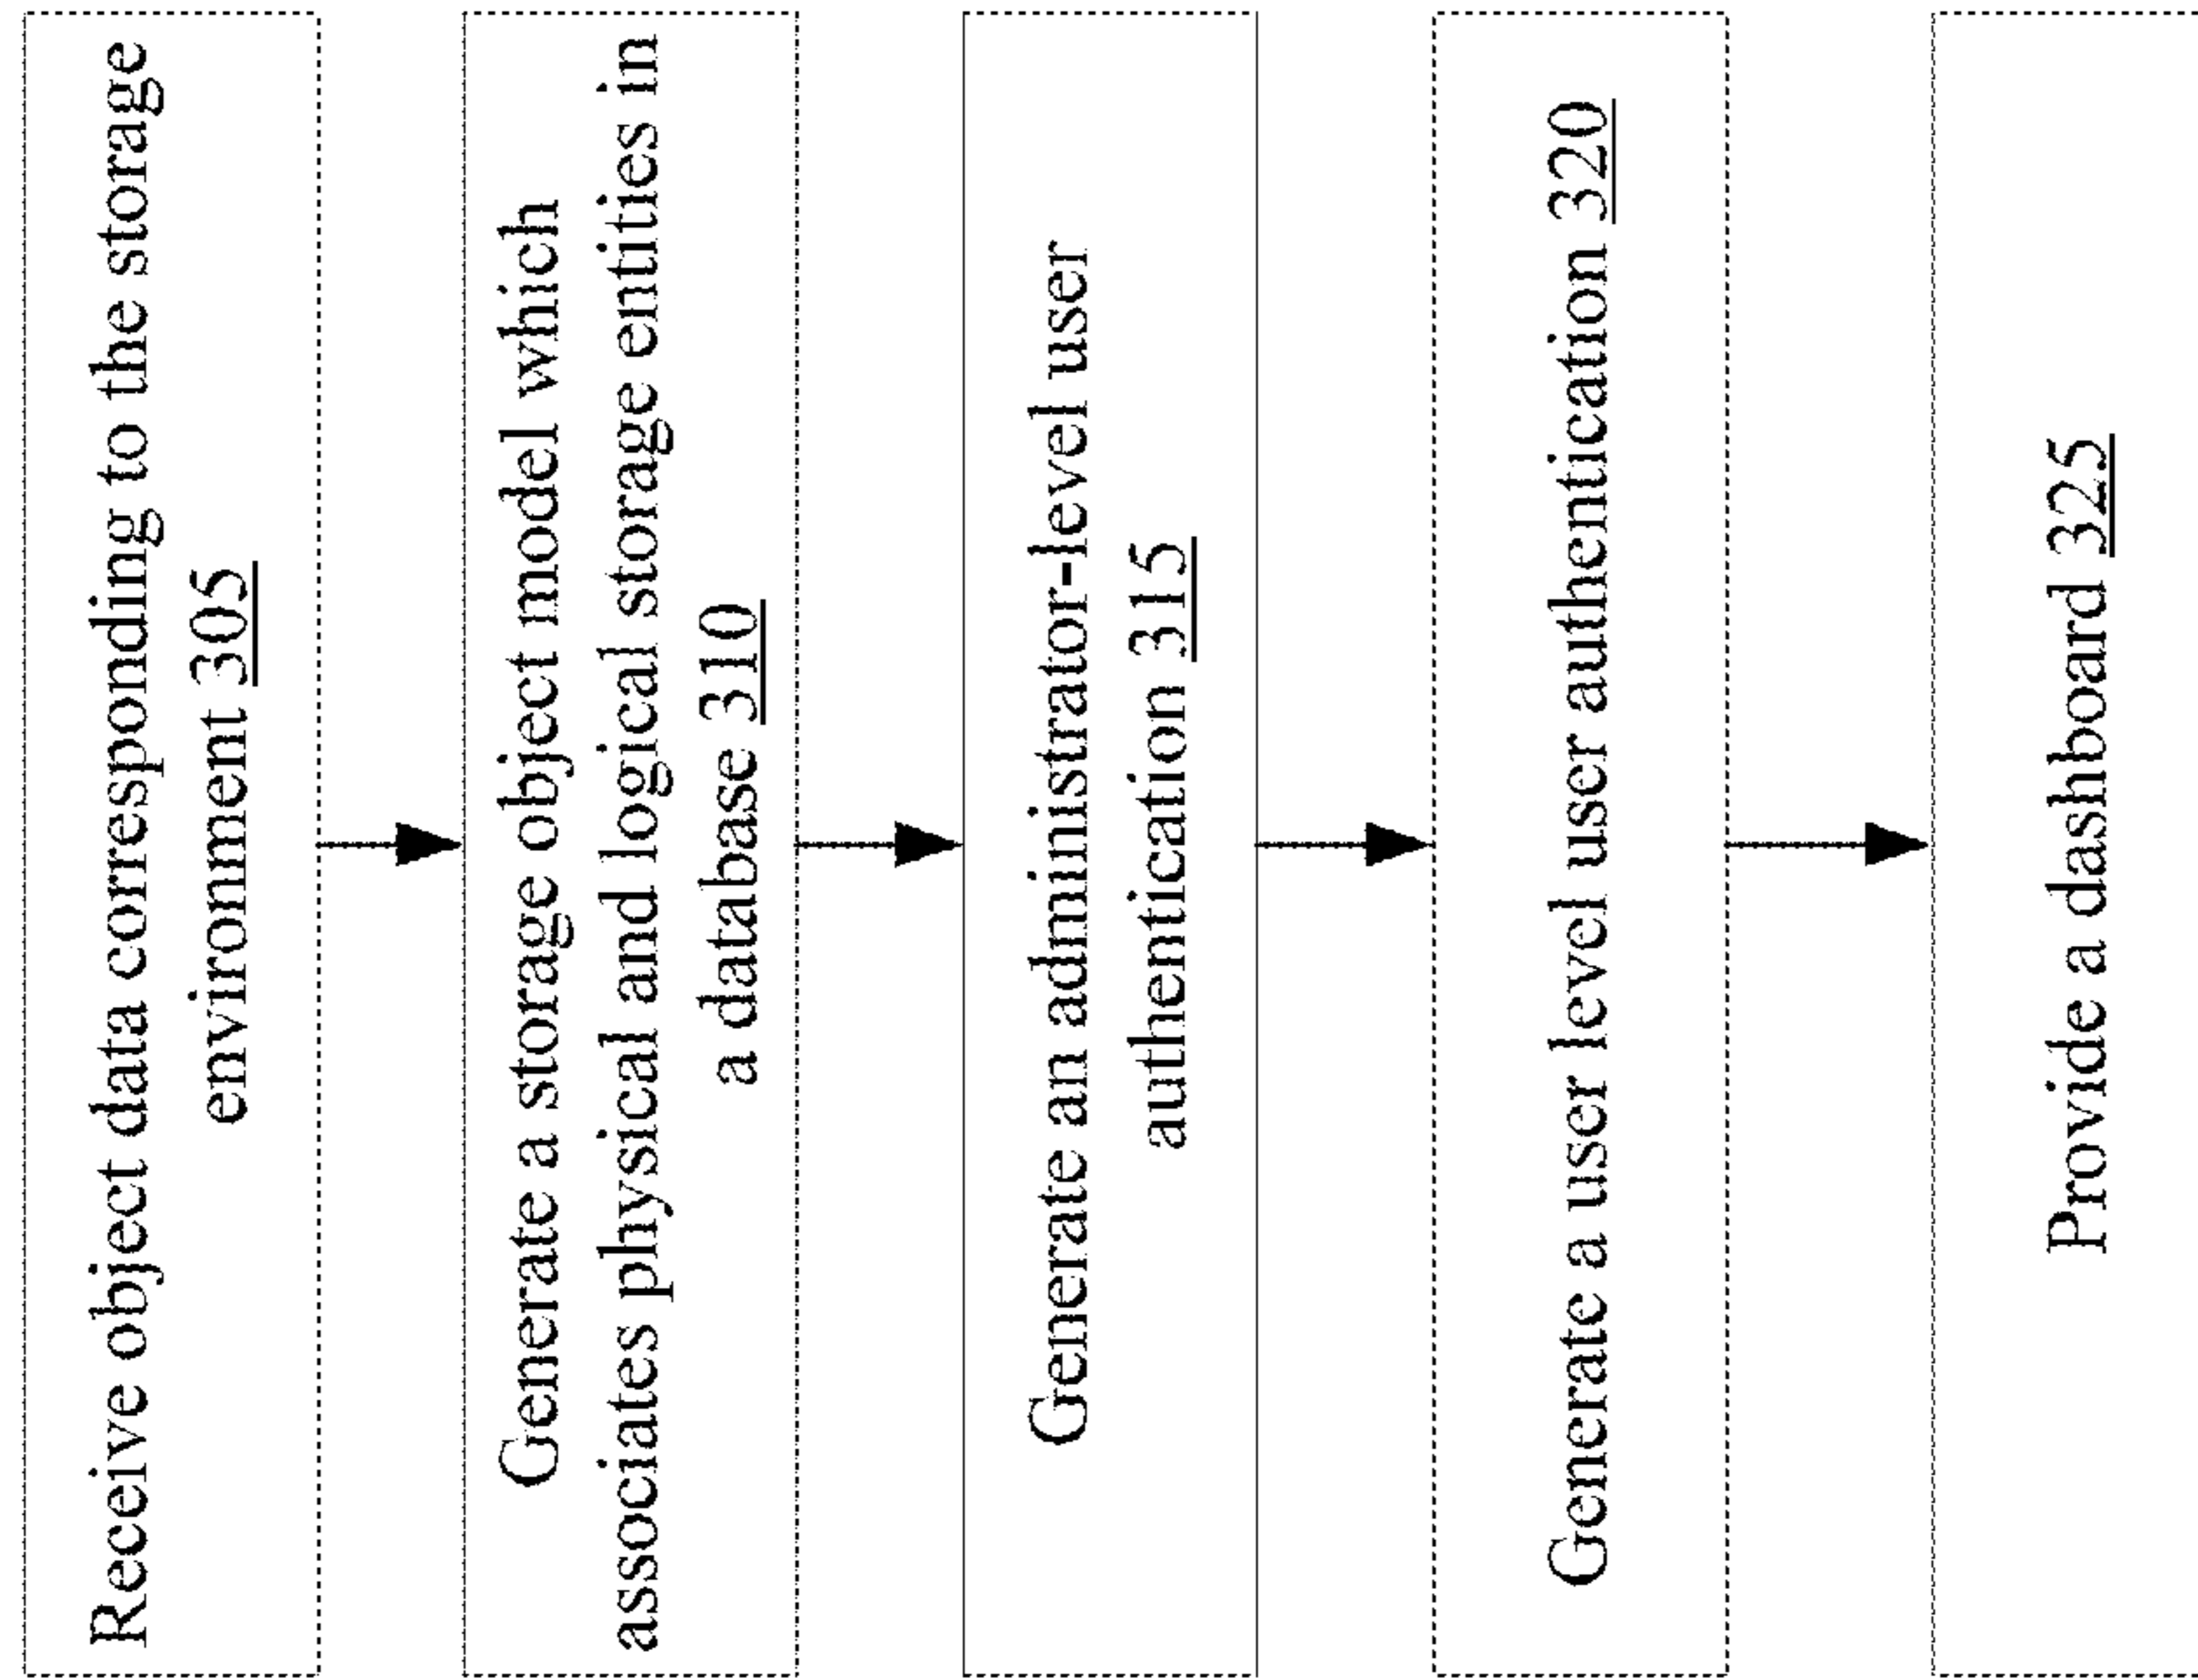 Receive object data corresponding to the storage
environment 305
Generate a storage object model which
associates physical and logical storage entities in
a database 310
Generate an administrator-level user
authentication 315
Generate a user level user authentication 320
Provide a dashboard 325